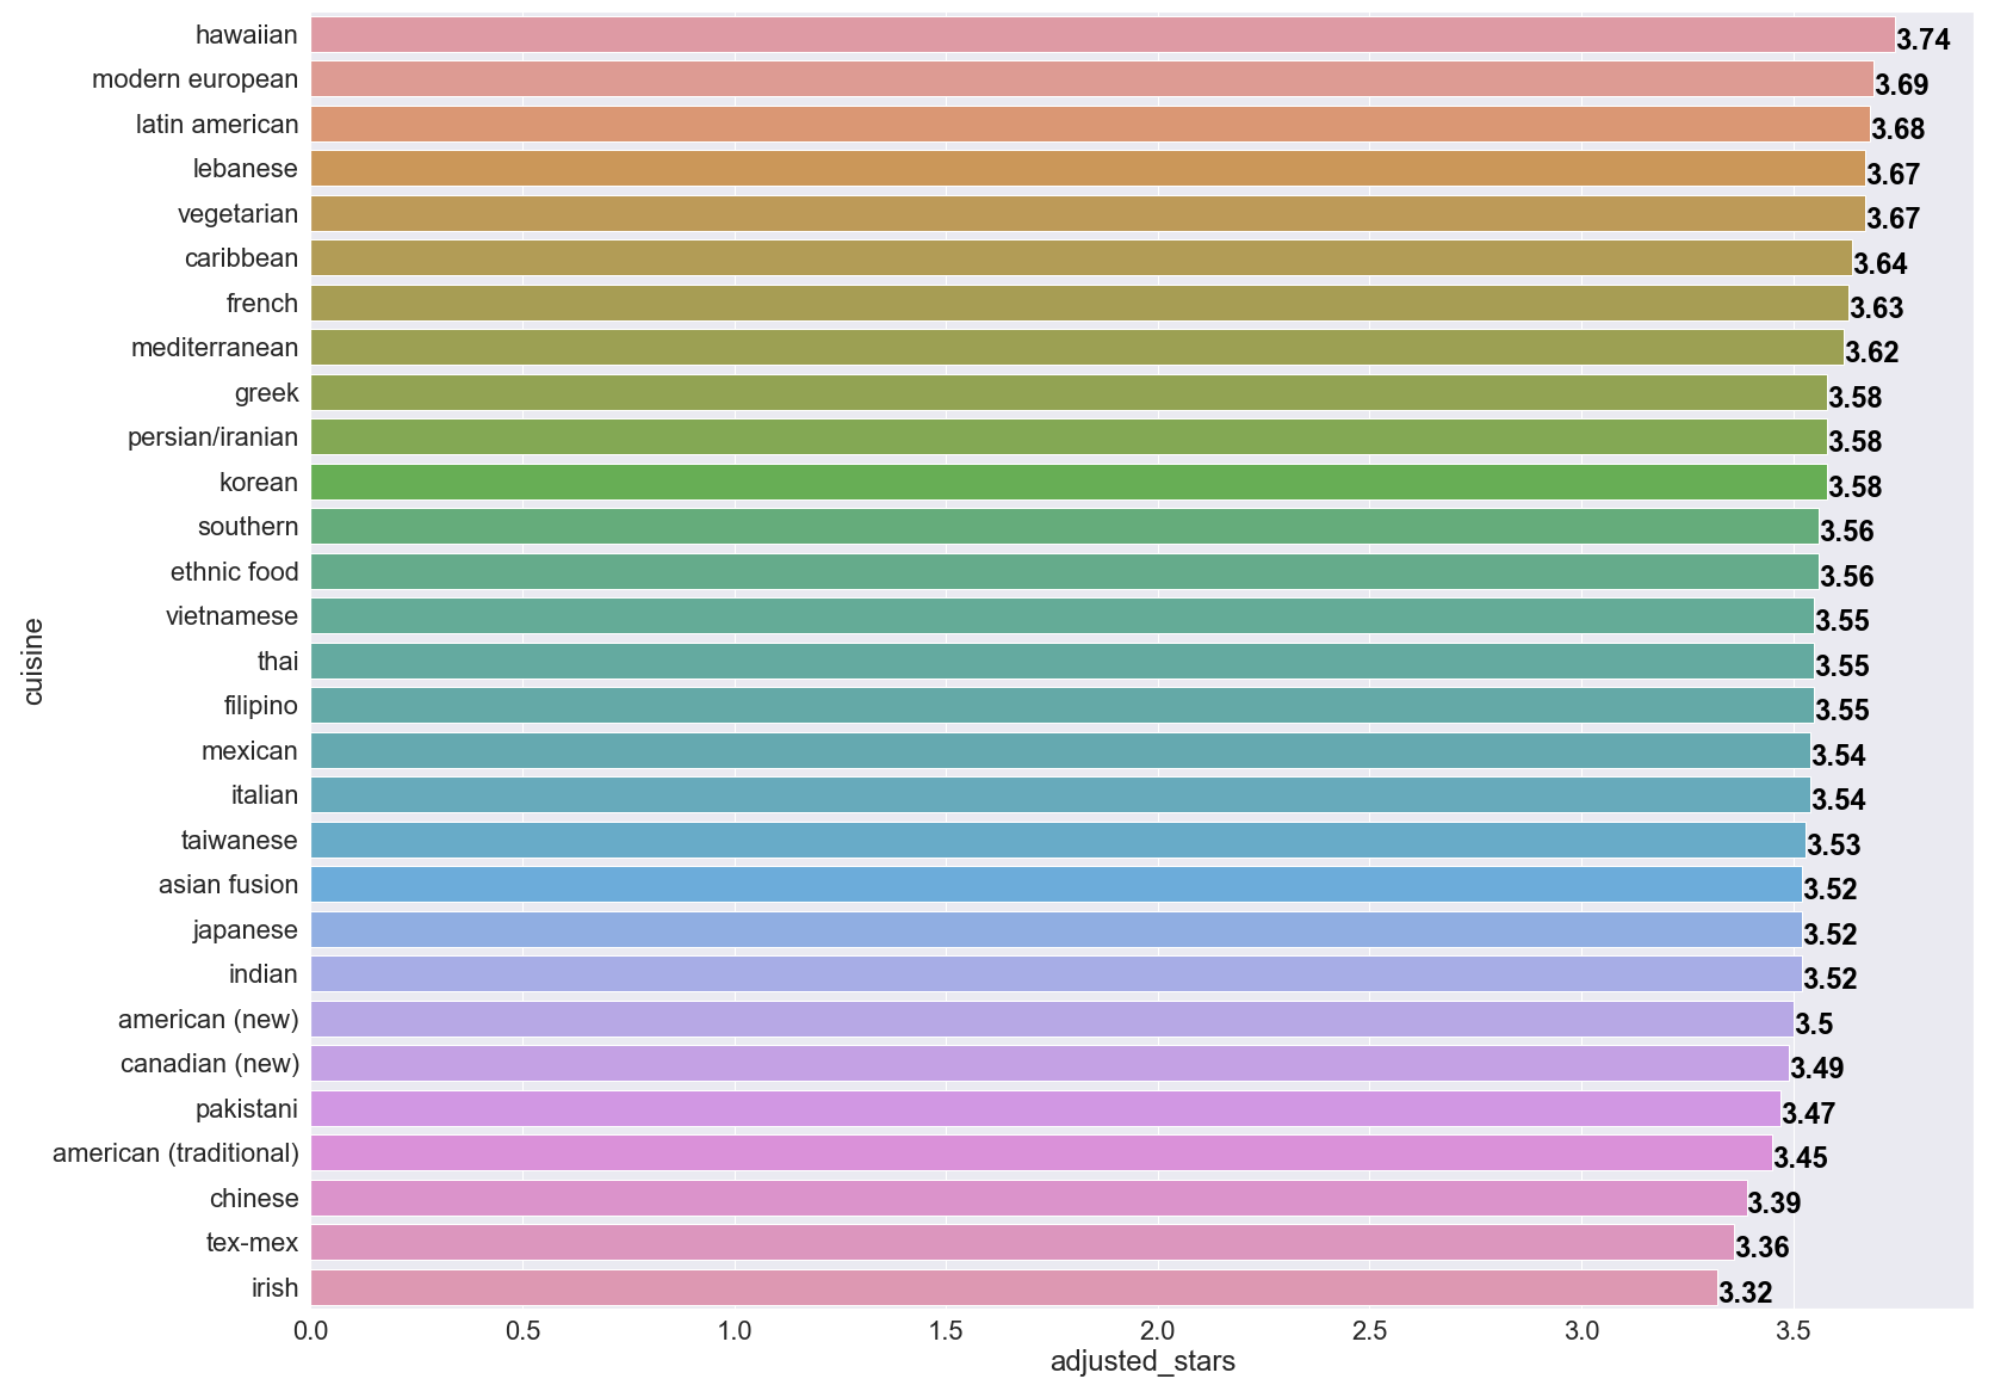 hawaiian 3.74
modern european 3.69
latin american 3.68
lebanese 3.67
vegetarian 3.67
caribbean 3.64
french 3.63
mediterranean 3.62
greek 3.58
persian/iranian 3.58
korean 3.58
southern 3.56
ethnic food 3.56
vietnamese 3.55
thai 3.55
filipino 3.55
mexican 3.54
italian 3.54
taiwanese 3.53
asian fusion 3.52
japanese 3.52
indian 3.52
american (new) 3.5
canadian (new) 3.49
pakistani 3.47
american (traditional) 3.45
chinese 3.39
tex-mex 3.36
irish 3.32
cuisine
0.0 0.5 1.0 1.5 2.0 2.5 3.0 3.5
adjusted_stars